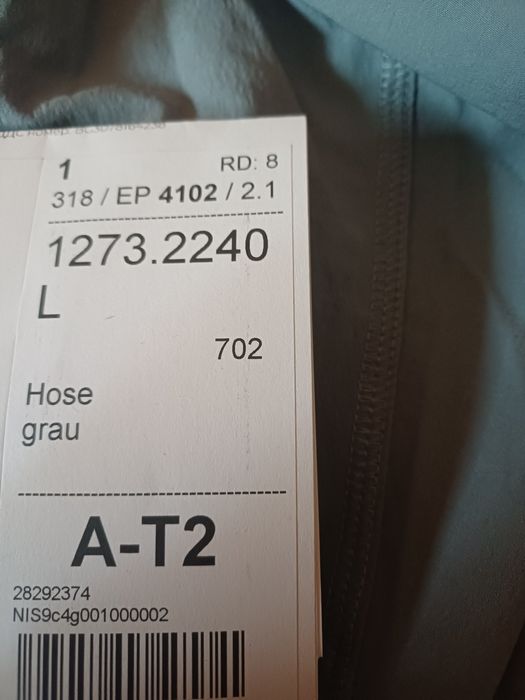 1 RD: 8
318 / EP 4102 / 2.1
1273.2240
L
702
Hose
grau
A-T2
28292374
NIS9c4g001000002